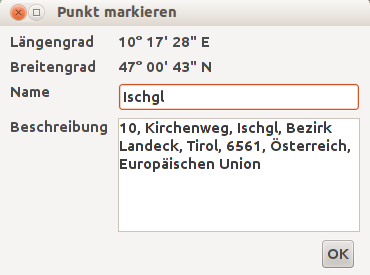 Punkt markieren
Längengrad 10° 17' 28" E
Breitengrad 47° 00' 43" N
Name Ischgl
Beschreibung 10, Kirchenweg, Ischgl, Bezirk
Landeck, Tirol, 6561, Österreich,
Europäischen Union
OK